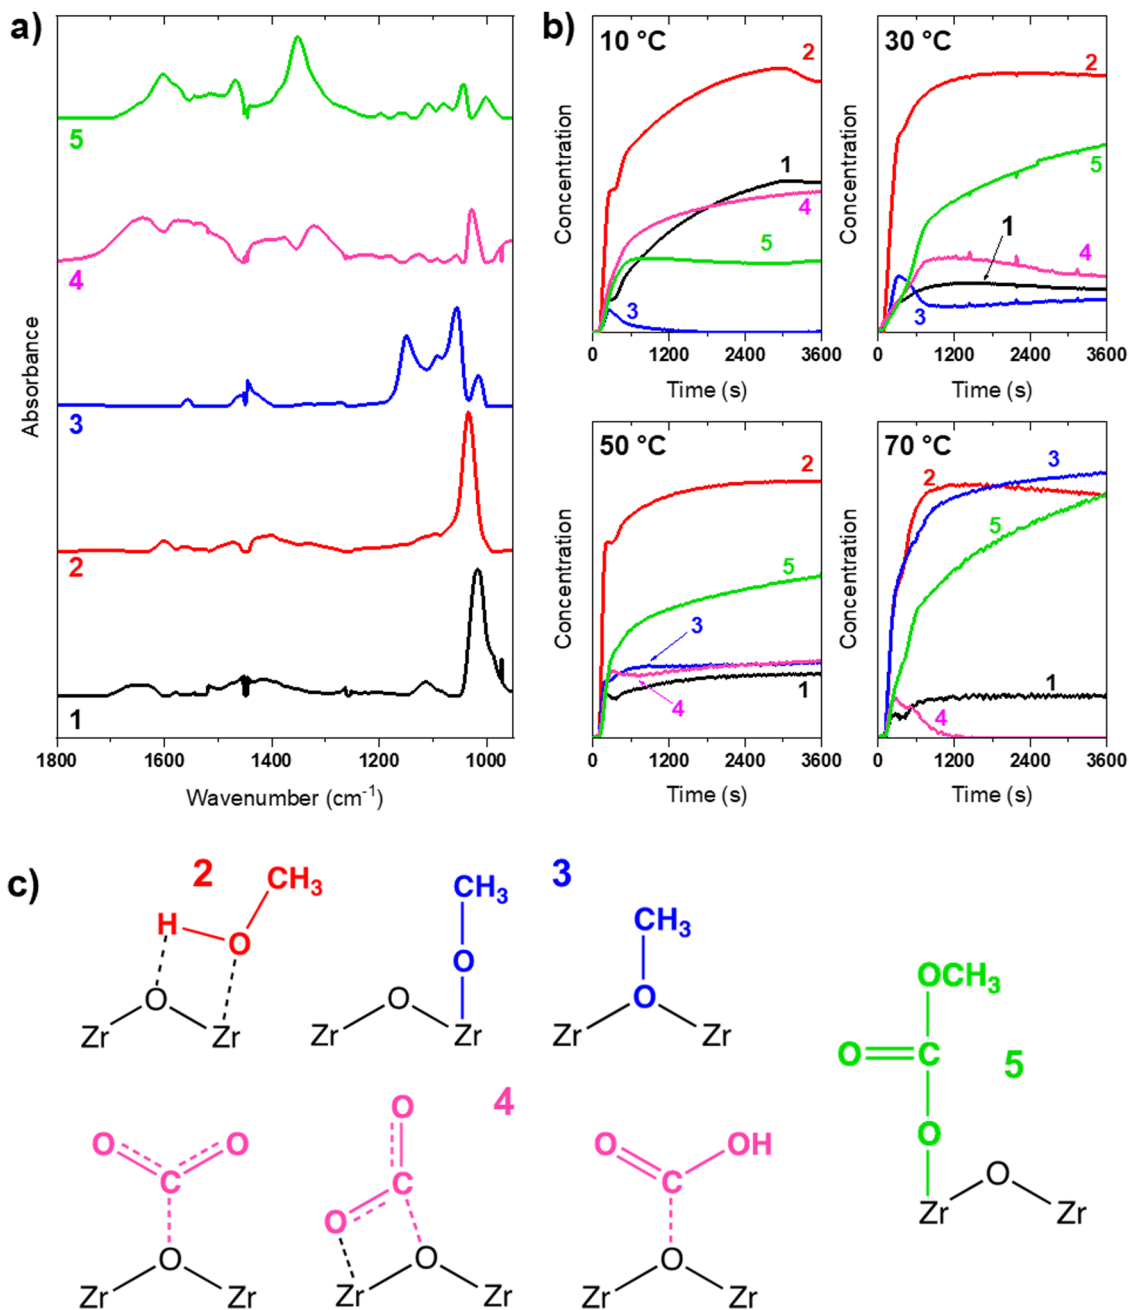 a)
5
4
3
2
1
Absorbance
1800 1600 1400 1200 1000
Wavenumber (cm-1)
b)
10 °C
2
1
4
5
3
Concentration
0 1200 2400 3600
Time (s)
30 °C
2
5
1
4
3
Concentration
0 1200 2400 3600
Time (s)
50 °C
2
5
3
4
1
Concentration
0 1200 2400 3600
Time (s)
70 °C
3
2
5
1
4
Concentration
0 1200 2400 3600
Time (s)
c)
2
CH3
H
O
O
Zr Zr
3
CH3
O
O
Zr Zr
CH3
O
Zr Zr
4
O O
C
O
Zr Zr
O
C
O
O
Zr Zr
O OH
C
O
Zr Zr
5
OCH3
O C
O
O
Zr Zr